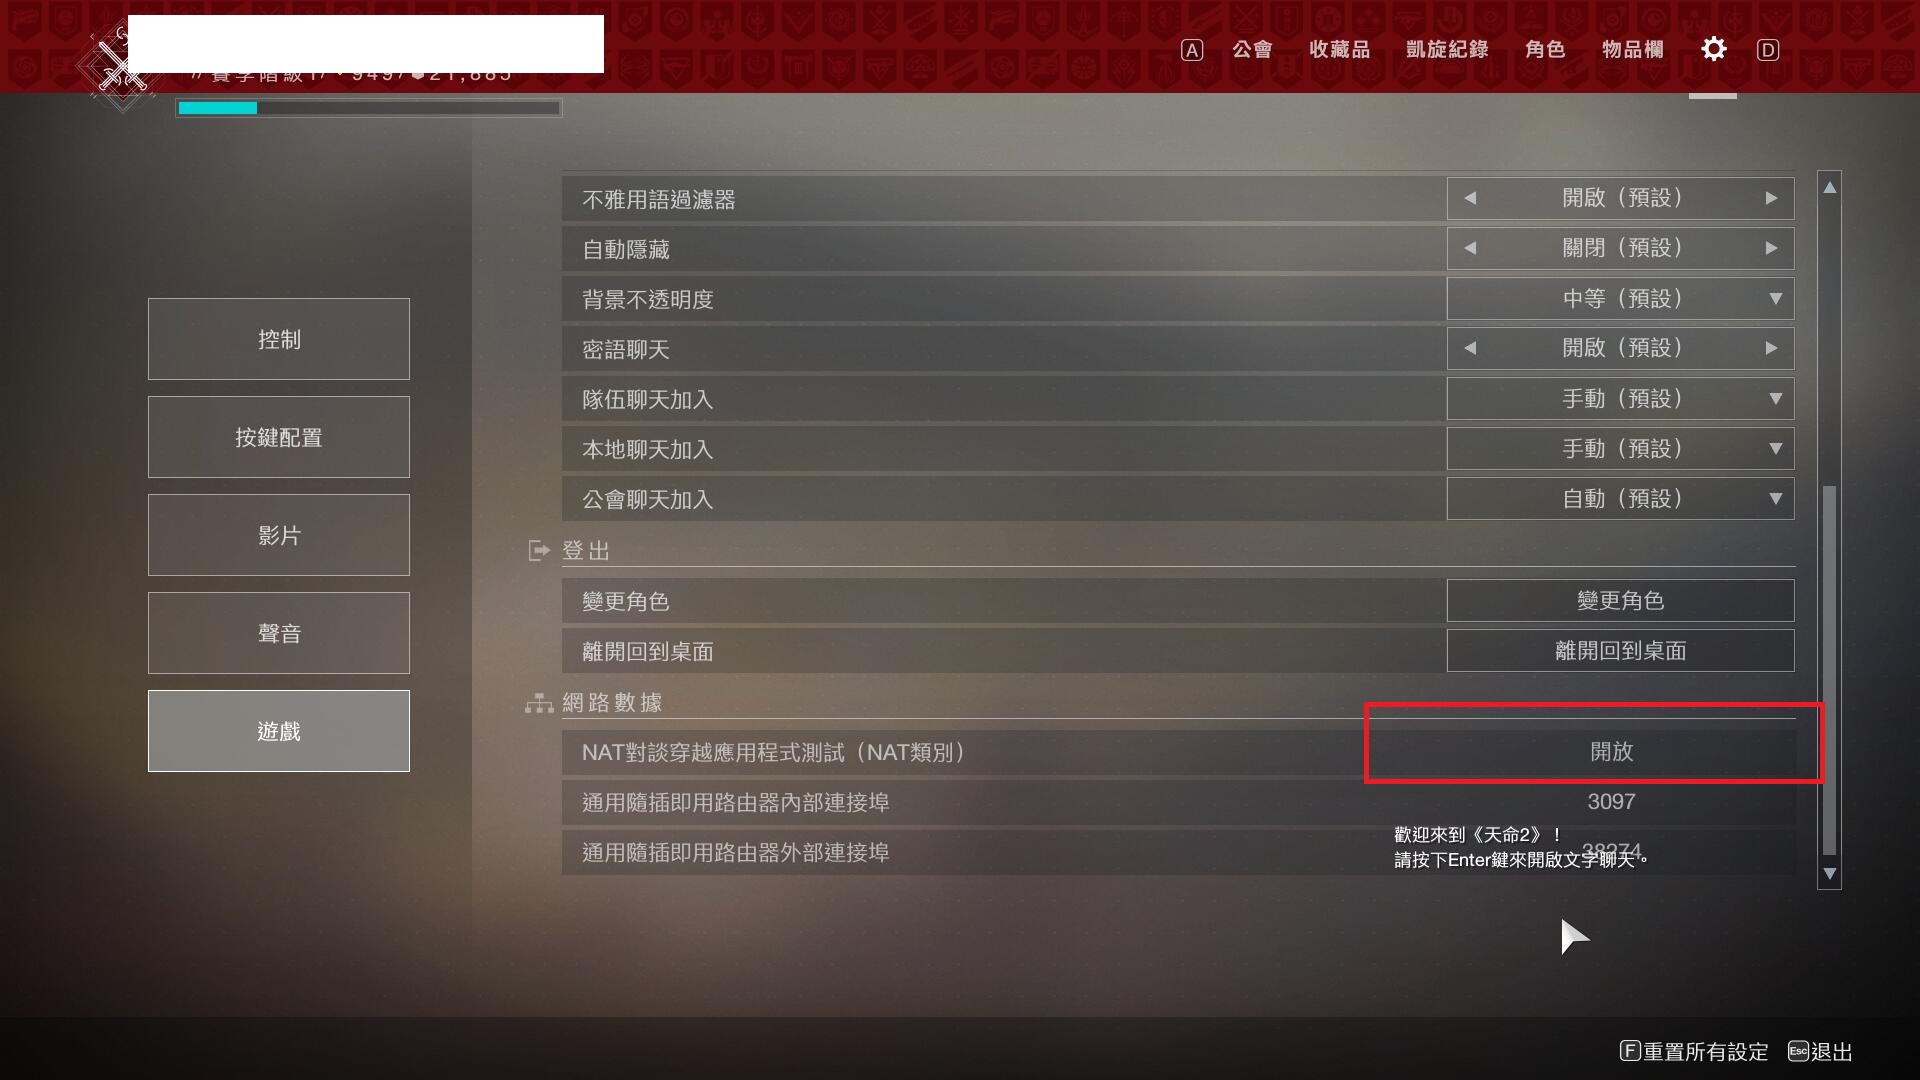 A 公會 收藏品 凱旋紀錄 角色 物品欄 D
21,885
不雅用語過濾器 開啟（預設）
自動隱藏 關閉（預設）
背景不透明度 中等（預設）
密語聊天 開啟（預設）
隊伍聊天加入 手動（預設）
本地聊天加入 手動（預設）
公會聊天加入 自動（預設）
控制
按鍵配置
影片
聲音
遊戲
登出
變更角色 變更角色
離開回到桌面 離開回到桌面
網路數據
NAT對談穿越應用程式測試（NAT類別） 開放
通用隨插即用路由器內部連接埠 3097
通用隨插即用路由器外部連接埠 38274
歡迎來到《天命2》！
請按下Enter鍵來開啟文字聊天。
F重置所有設定 Esc退出